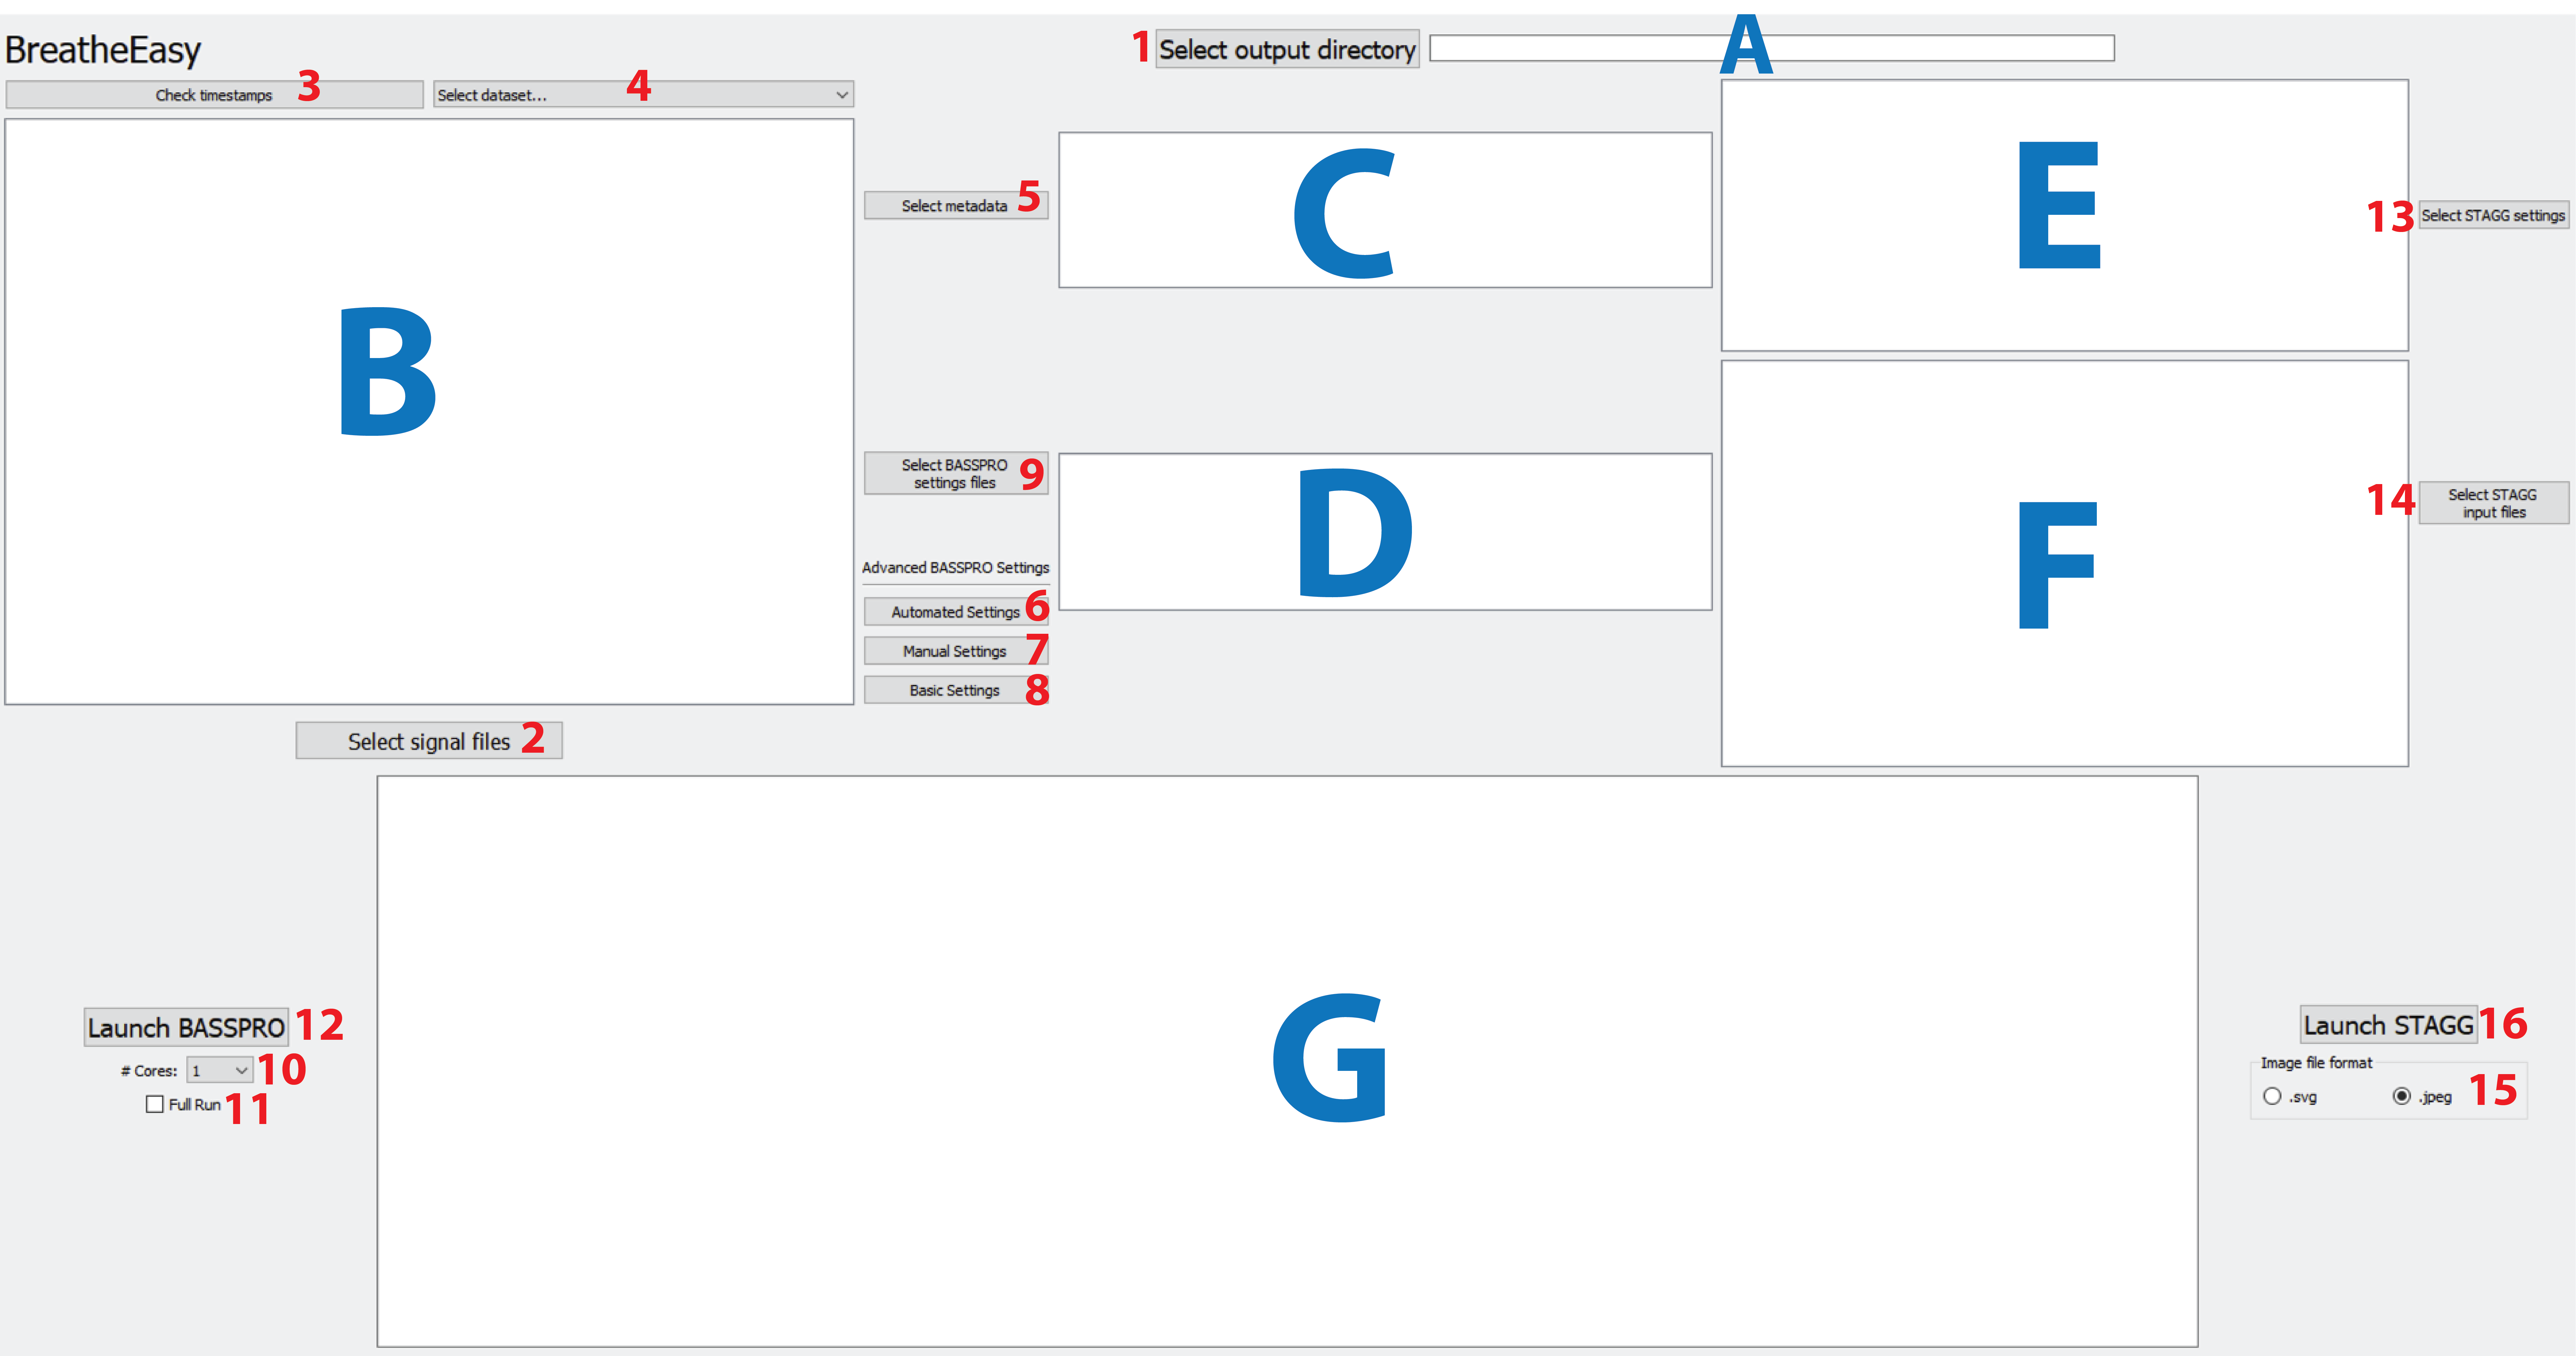 BreatheEasy
1 Select output directory A
Check timestamps 3
Select dataset... 4
B
Select metadata 5
C
E
13 Select STAGG settings
Select BASSPRO
settings files 9
D
F
14 Select STAGG
input files
Advanced BASSPRO Settings
Automated Settings 6
Manual Settings 7
Basic Settings 8
Select signal files 2
G
Launch BASSPRO 12
# Cores: 1 10
Full Run 11
Launch STAGG 16
Image file format
.svg .jpeg 15